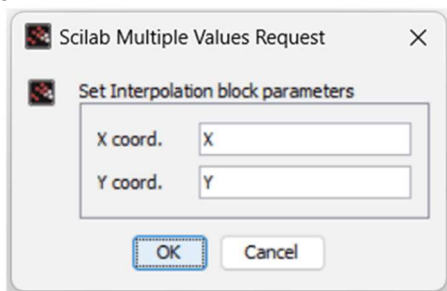 Scilab Multiple Values Request
Set Interpolation block parameters
X coord. X
Y coord. Y
OK Cancel